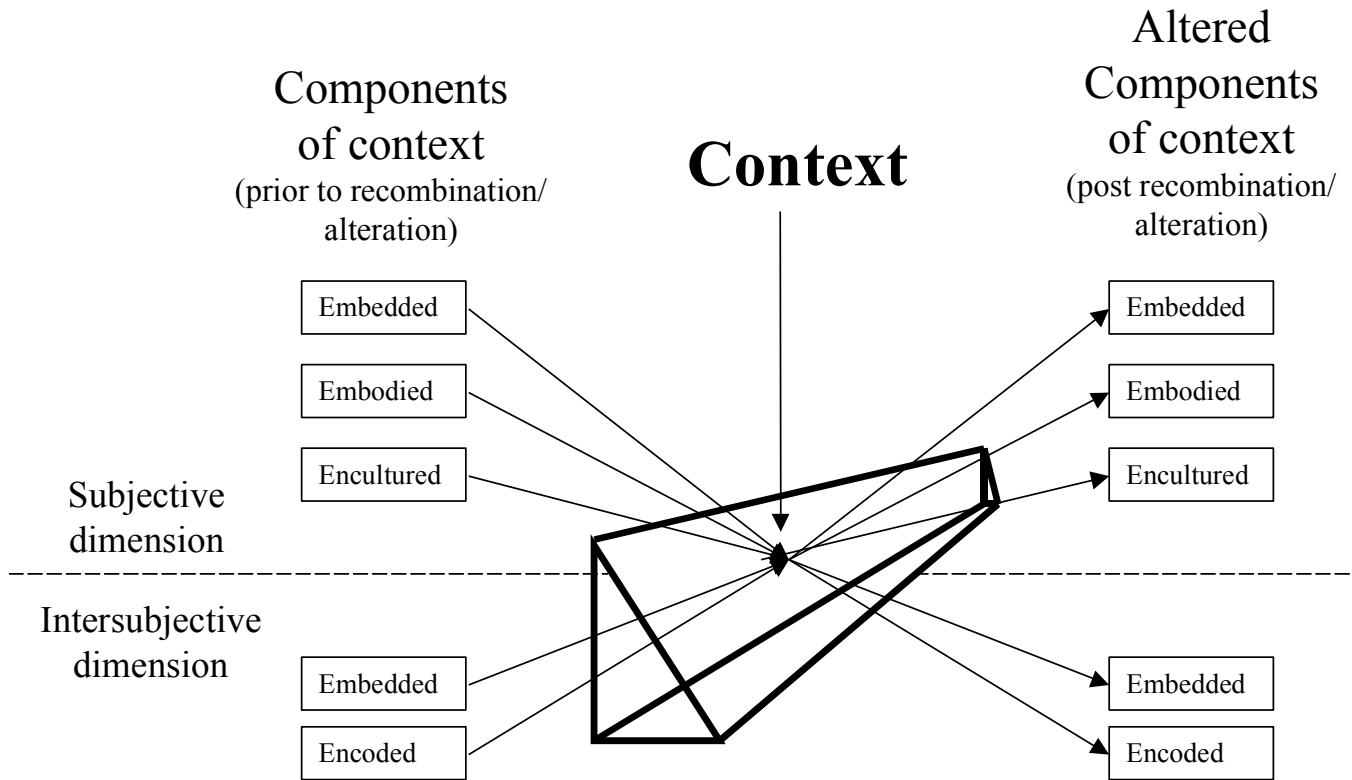 Components
of context
(prior to recombination/
alteration)
Context
Altered
Components
of context
(post recombination/
alteration)
Embedded
Embodied
Encultured
Subjective
dimension
Intersubjective
dimension
Embedded
Encoded
Embedded
Embodied
Encultured
Embedded
Encoded